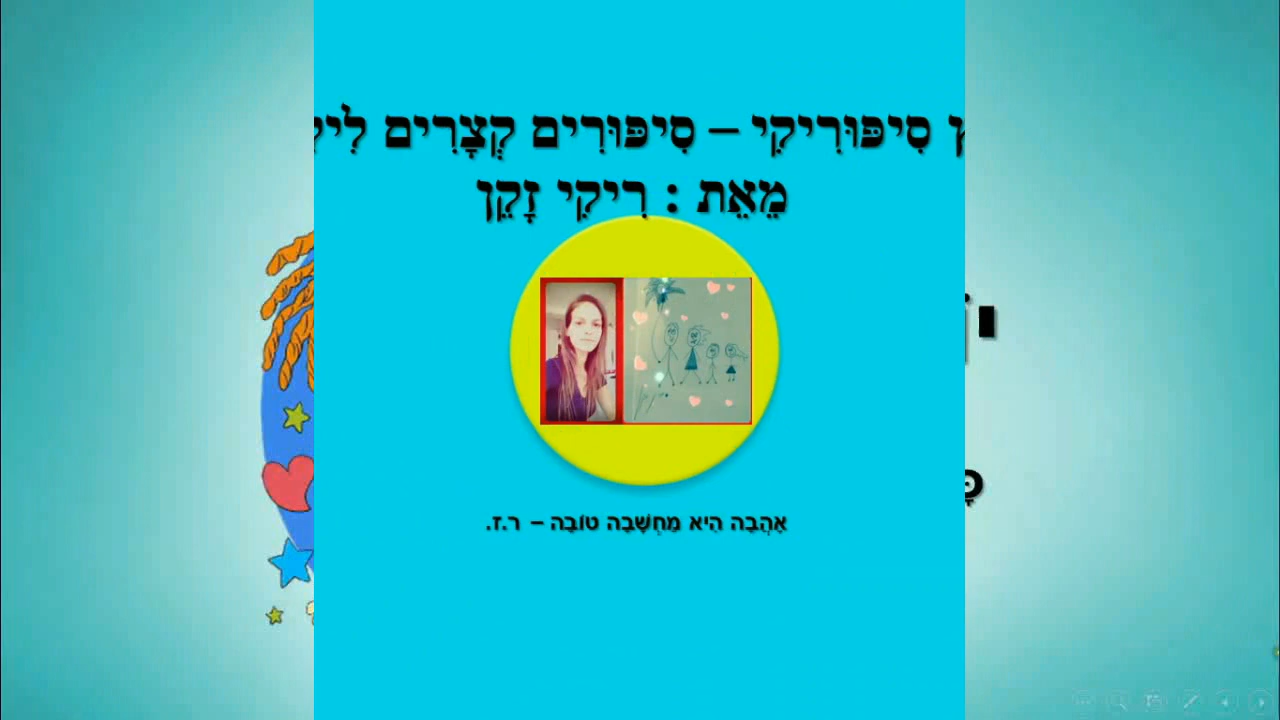 סִיפּוּרִיקִי – סִיפּוּרִים קְצָרִים
מֵאֵת : רִיקִי זָקֵן
אַהֲבָה הִיא מַחְשָׁבָה טוֹבָה – ר.ז.